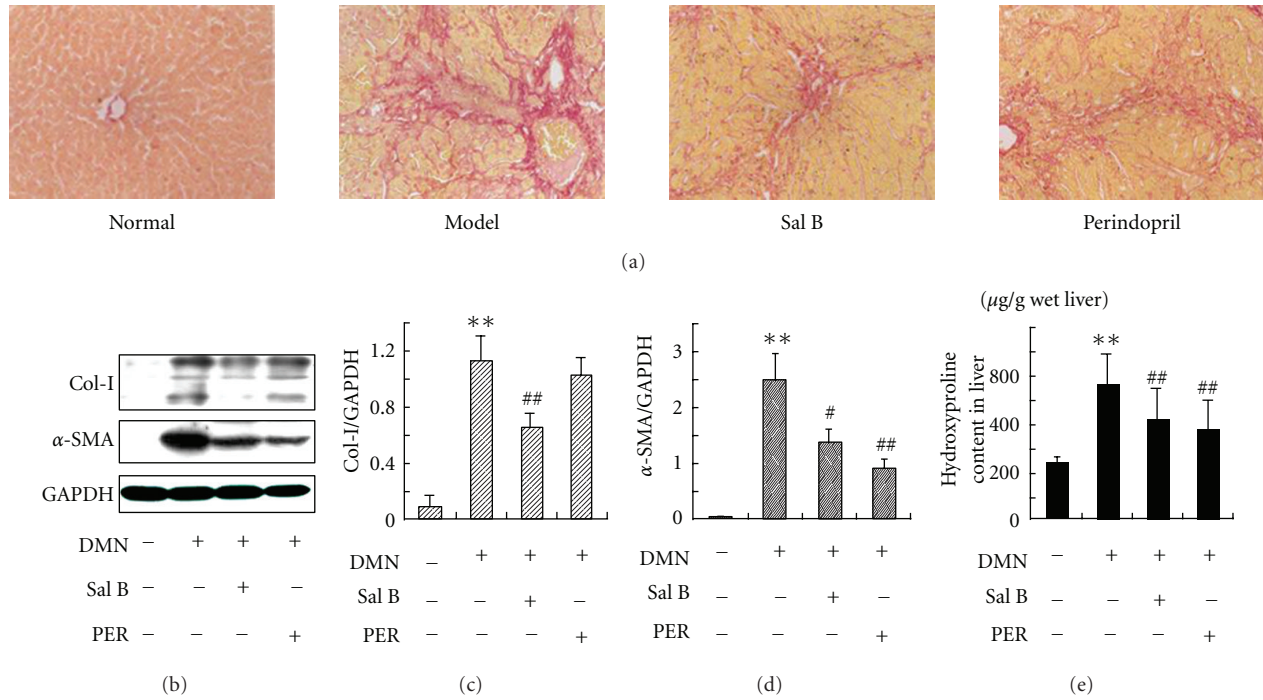 Normal
Model
Sal B
Perindopril
(a)
Col-I
α-SMA
GAPDH
DMN – + + +
Sal B – – + –
PER – – – +
(b)
Col-I/GAPDH
1.2
0.8
0.4
0
**
##
DMN – + + +
Sal B – – + –
PER – – – +
(c)
α-SMA/GAPDH
3
2
1
0
**
#
##
DMN – + + +
Sal B – – + –
PER – – – +
(d)
(μg/g wet liver)
Hydroxyproline
content in liver
800
400
200
0
**
##
##
DMN – + + +
Sal B – – + –
PER – – – +
(e)